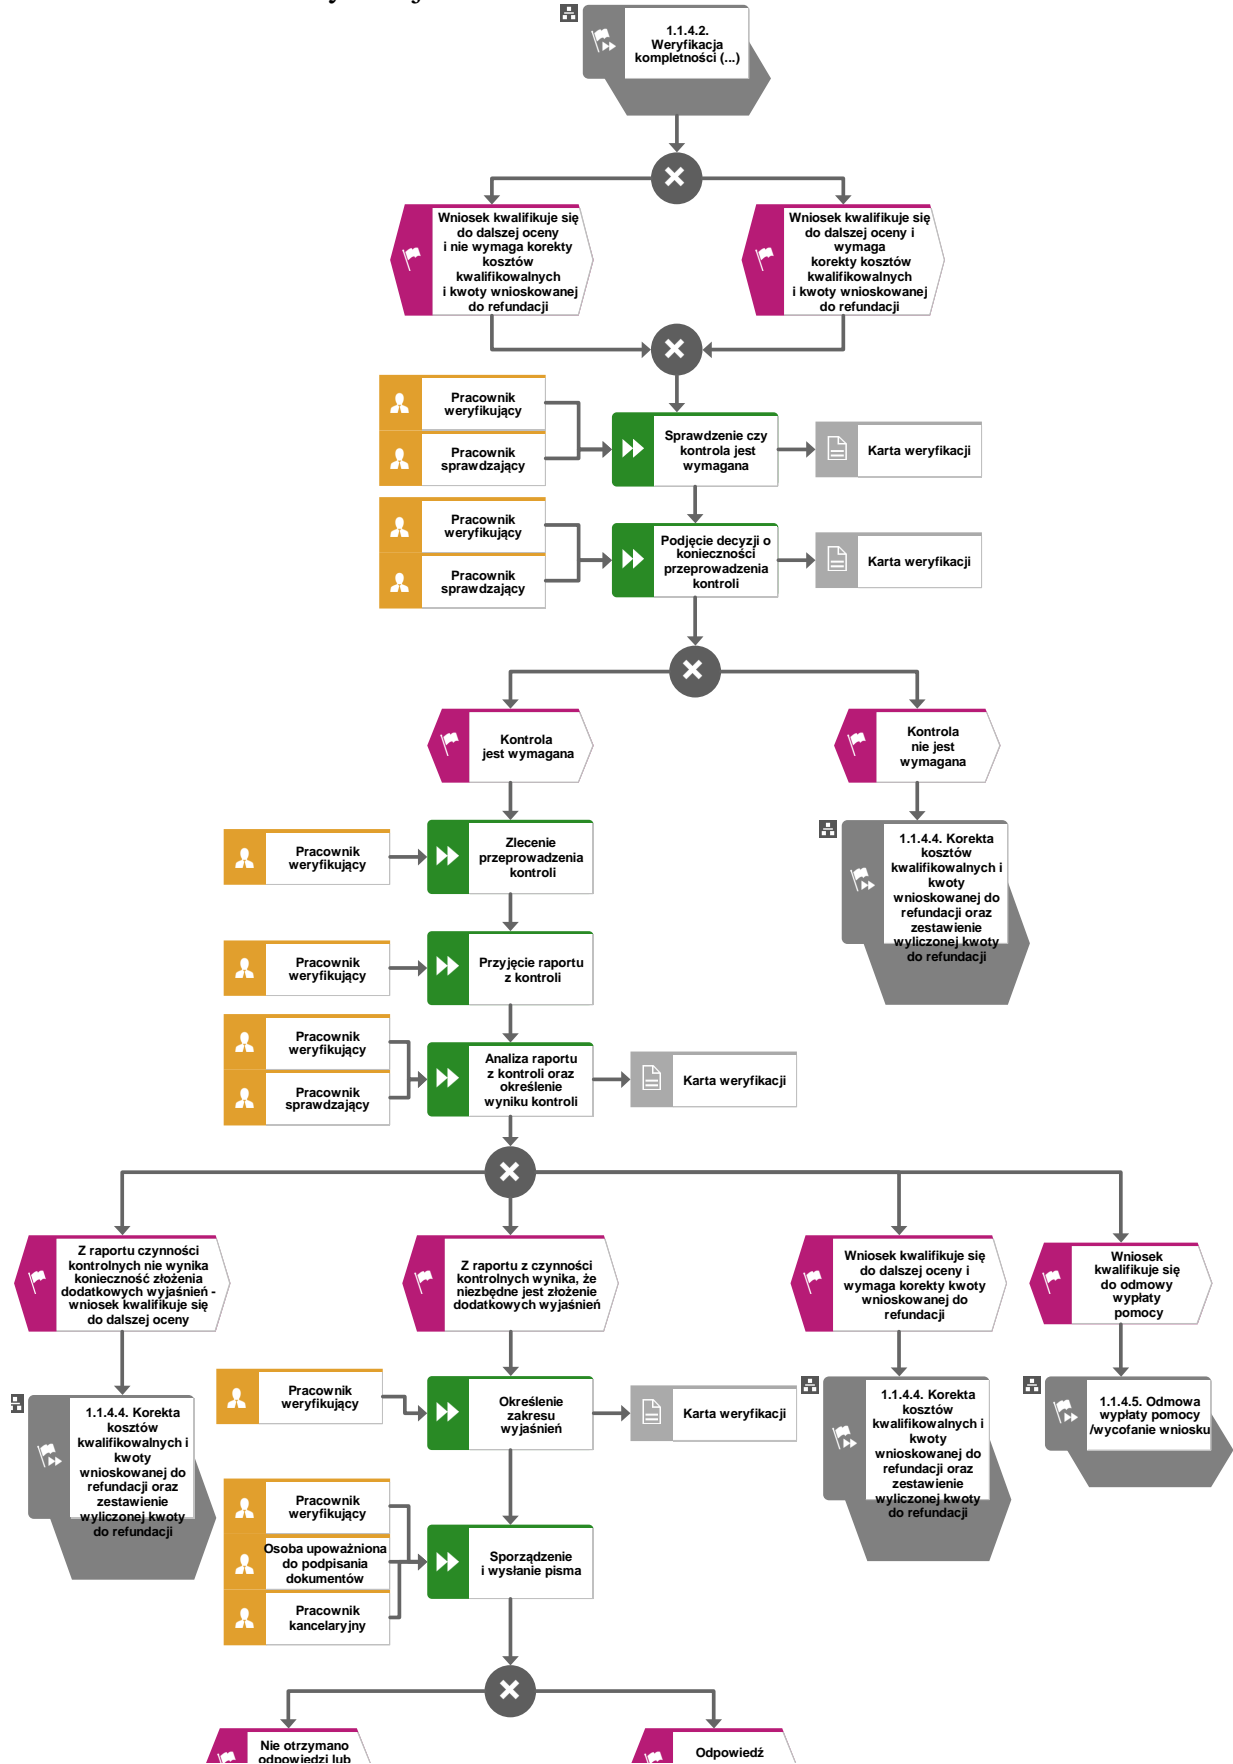 1.1.4.2.
Weryfikacja
kompletności (...)
Wniosek kwalifikuje się
do dalszej oceny
i nie wymaga korekty
kosztów
kwalifikowalnych
i kwoty wnioskowanej
do refundacji
Wniosek kwalifikuje się
do dalszej oceny i
wymaga
korekty kosztów
kwalifikowalnych
i kwoty wnioskowanej
do refundacji
Pracownik
weryfikujący
Pracownik
sprawdzający
Sprawdzenie czy
kontrola jest
wymagana
Karta weryfikacji
Pracownik
weryfikujący
Pracownik
sprawdzający
Podjęcie decyzji o
konieczności
przeprowadzenia
kontroli
Karta weryfikacji
Kontrola
jest wymagana
Kontrola
nie jest
wymagana
Pracownik
weryfikujący
Zlecenie
przeprowadzenia
kontroli
1.1.4.4. Korekta
kosztów
kwalifikowalnych i
kwoty
wnioskowanej do
refundacji oraz
zestawienie
wyliczonej kwoty
do refundacji
Pracownik
weryfikujący
Przyjęcie raportu
z kontroli
Pracownik
weryfikujący
Pracownik
sprawdzający
Analiza raportu
z kontroli oraz
określenie
wyniku kontroli
Karta weryfikacji
Z raportu czynności
kontrolnych nie wynika
konieczność złożenia
dodatkowych wyjaśnień -
wniosek kwalifikuje się
do dalszej oceny
Z raportu z czynności
kontrolnych wynika, że
niezbędne jest złożenie
dodatkowych wyjaśnień
Wniosek kwalifikuje się
do dalszej oceny i
wymaga korekty kwoty
wnioskowanej do
refundacji
Wniosek
kwalifikuje się
do odmowy
wypłaty
pomocy
1.1.4.4. Korekta
kosztów
kwalifikowalnych i
kwoty
wnioskowanej do
refundacji oraz
zestawienie
wyliczonej kwoty
do refundacji
Pracownik
weryfikujący
Określenie
zakresu
wyjaśnień
Karta weryfikacji
1.1.4.4. Korekta
kosztów
kwalifikowalnych i
kwoty
wnioskowanej do
refundacji oraz
zestawienie
wyliczonej kwoty
do refundacji
1.1.4.5. Odmowa
wypłaty pomocy
/wycofanie wniosku
Pracownik
weryfikujący
Osoba upoważniona
do podpisania
dokumentów
Pracownik
kancelaryjny
Sporządzenie
i wysłanie pisma
Nie otrzymano
odpowiedzi lub
Odpowiedź